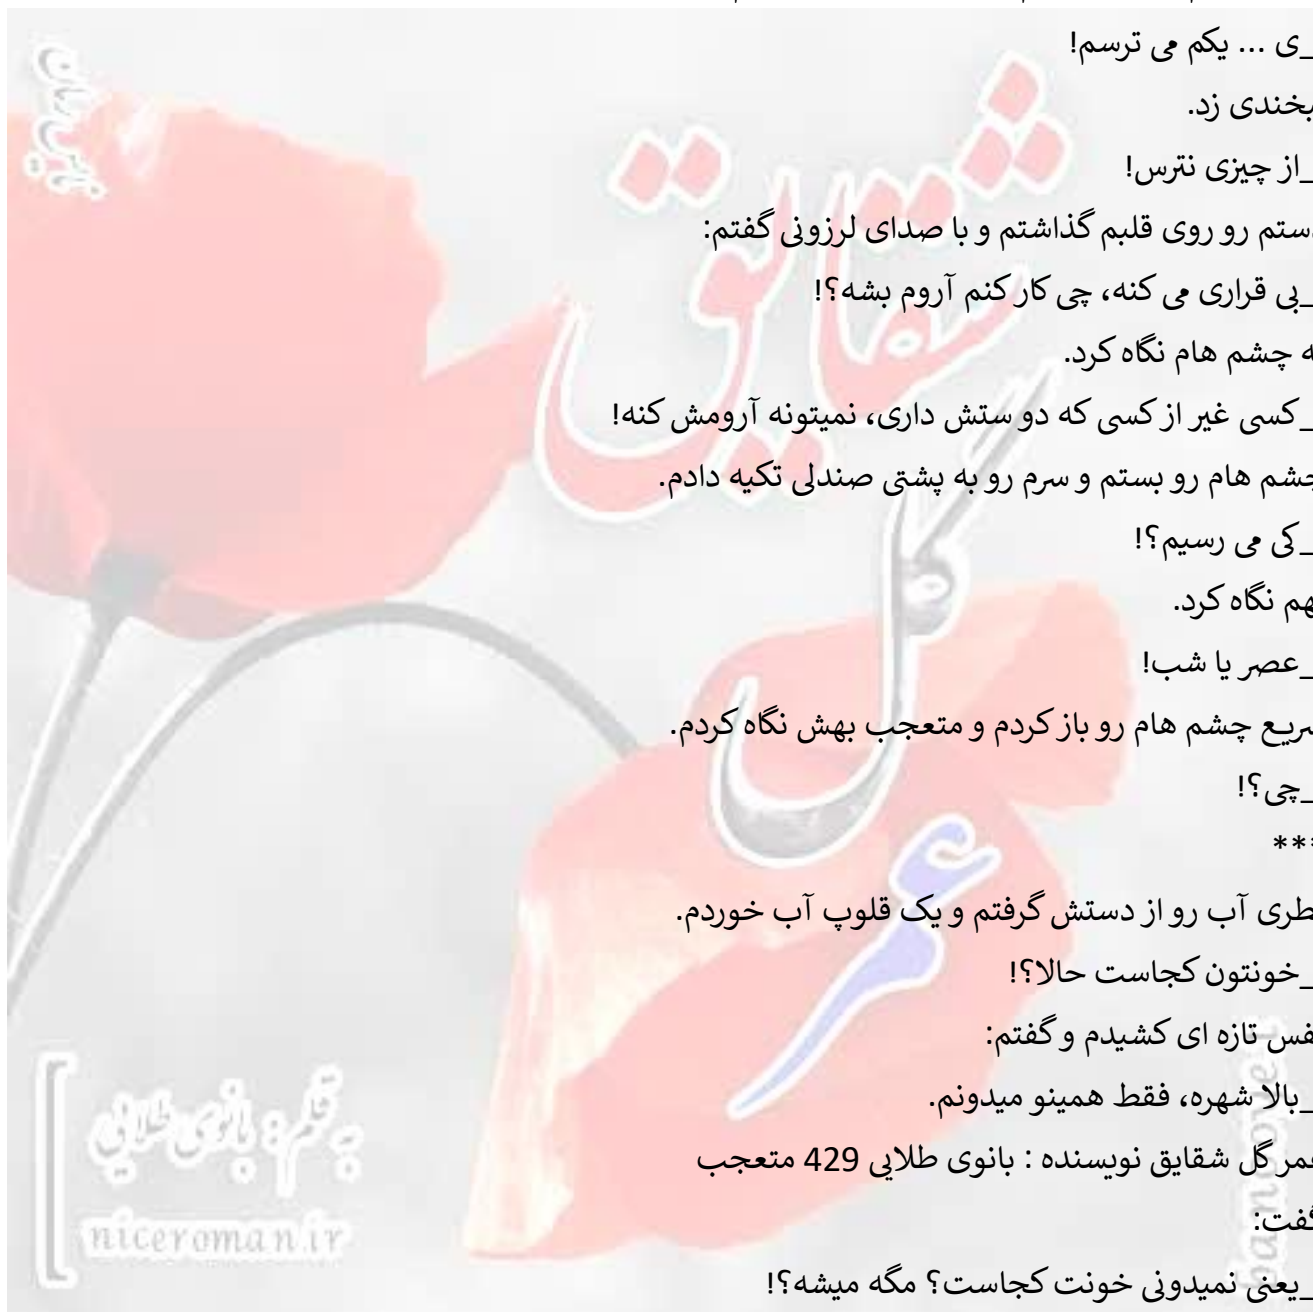 _ی ... یکم می ترسم!
بخندی زد.
_از چیزی نترس!
ستم رو روی قلبم گذاشتم و با صدای لرزونی گفتم:
_بی قراری می کنه، چی کار کنم آروم بشه؟!
ه چشم هام نگاه کرد.
_کسی غیر از کسی که دو ستش داری، نمیتونه آرومش کنه!
چشم هام رو بستم و سرم رو به پشتی صندلی تکیه دادم.
_کی می رسیم؟!
هم نگاه کرد.
_عصر یا شب!
سریع چشم هام رو باز کردم و متعجب بهش نگاه کردم.
_چی؟!
***
طری آب رو از دستش گرفتم و یک قلوپ آب خوردم.
_خونتون کجاست حالا؟!
فس تازه ای کشیدم و گفتم:
_بالا شهره، فقط همینو میدونم.
عمر گل شقایق نویسنده : بانوی طلایی 429 متعجب
گفت:
_یعنی نمیدونی خونت کجاست؟ مگه میشه؟!
شقایق
گل
عمر
به قلم : بانوی طلایی
niceroman.ir